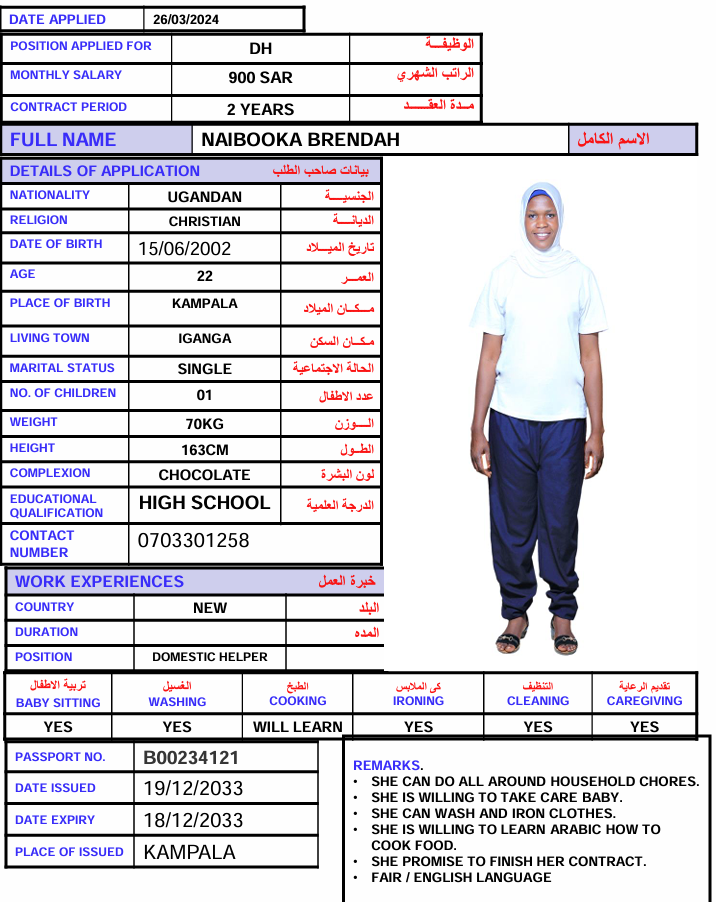 DATE APPLIED 26/03/2024
POSITION APPLIED FOR DH الوظيفـــة
MONTHLY SALARY 900 SAR الراتب الشهري
CONTRACT PERIOD 2 YEARS مـدة العقـــــد
FULL NAME NAIBOOKA BRENDAH الاسم الكامل
DETAILS OF APPLICATION بيانات صاحب الطلب
NATIONALITY UGANDAN الجنسيـــة
RELIGION CHRISTIAN الديانـــة
DATE OF BIRTH 15/06/2002 تاريخ الميـــلاد
AGE 22 العمـــر
PLACE OF BIRTH KAMPALA مــكــان الميلاد
LIVING TOWN IGANGA مـكــان السكن
MARITAL STATUS SINGLE الحالة الاجتماعية
NO. OF CHILDREN 01 عدد الاطفال
WEIGHT 70KG الـــــوزن
HEIGHT 163CM الطــول
COMPLEXION CHOCOLATE لون البشرة
EDUCATIONAL QUALIFICATION HIGH SCHOOL الدرجة العلمية
CONTACT NUMBER 0703301258
WORK EXPERIENCES خبرة العمل
COUNTRY NEW البلد
DURATION المده
POSITION DOMESTIC HELPER
تربية الاطفال الغسيل الطبخ كى الملابس التنظيف تقديم الرعاية
BABY SITTING WASHING COOKING IRONING CLEANING CAREGIVING
YES YES WILL LEARN YES YES YES
PASSPORT NO. B00234121
DATE ISSUED 19/12/2033
DATE EXPIRY 18/12/2033
PLACE OF ISSUED KAMPALA
REMARKS.
• SHE CAN DO ALL AROUND HOUSEHOLD CHORES.
• SHE IS WILLING TO TAKE CARE BABY.
• SHE CAN WASH AND IRON CLOTHES.
• SHE IS WILLING TO LEARN ARABIC HOW TO
COOK FOOD.
• SHE PROMISE TO FINISH HER CONTRACT.
• FAIR / ENGLISH LANGUAGE